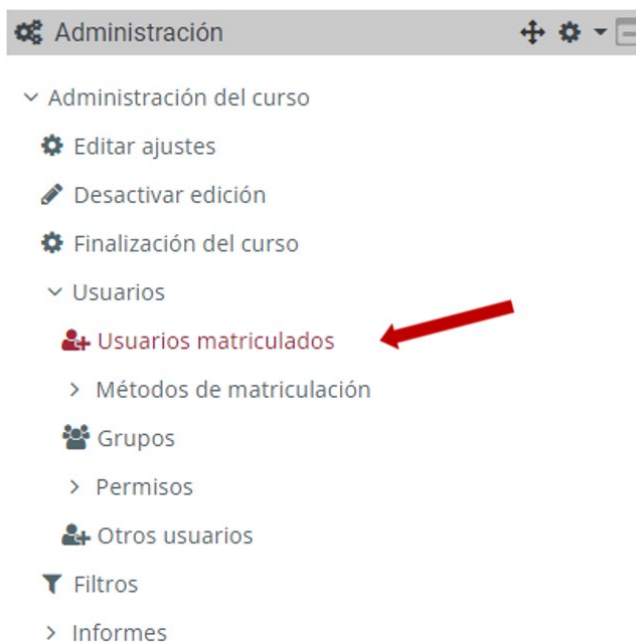 Administración
Administración del curso
Editar ajustes
Desactivar edición
Finalización del curso
Usuarios
Usuarios matriculados
Métodos de matriculación
Grupos
Permisos
Otros usuarios
Filtros
Informes